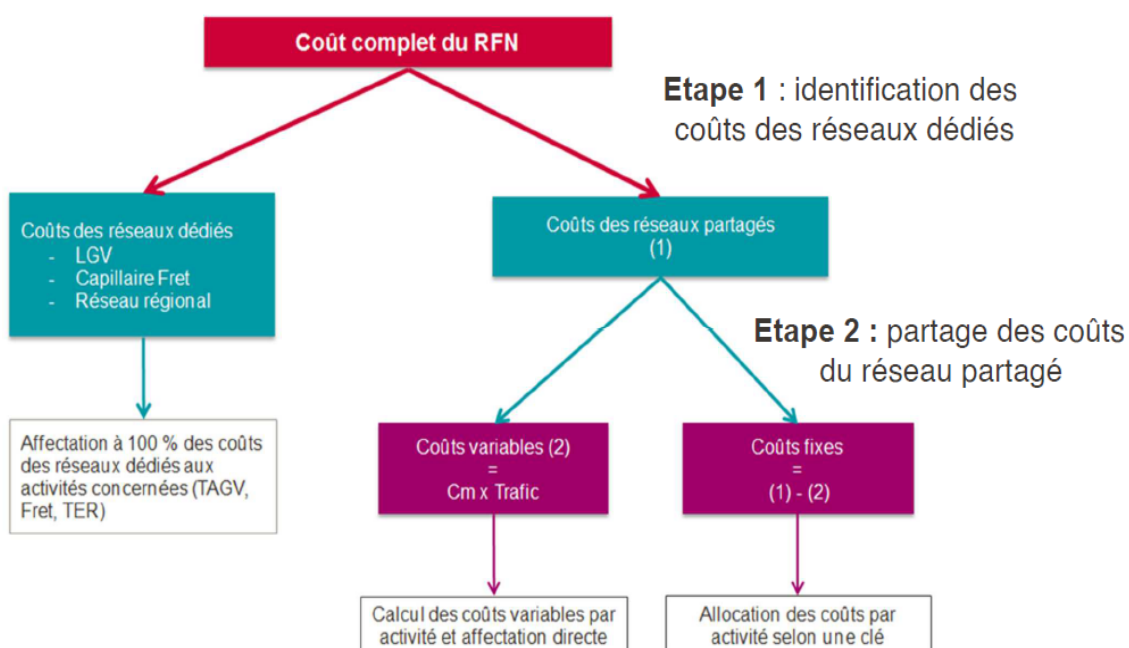 Coût complet du RFN
Etape 1 : identification des
coûts des réseaux dédiés
Coûts des réseaux dédiés
- LGV
- Capillaire Fret
- Réseau régional
Coûts des réseaux partagés
(1)
Etape 2 : partage des coûts
du réseau partagé
Affectation à 100 % des coûts
des réseaux dédiés aux
activités concernées (TAGV,
Fret, TER)
Coûts variables (2)
=
Cm x Trafic
Coûts fixes
=
(1) - (2)
Calcul des coûts variables par
activité et affectation directe
Allocation des coûts par
activité selon une clé